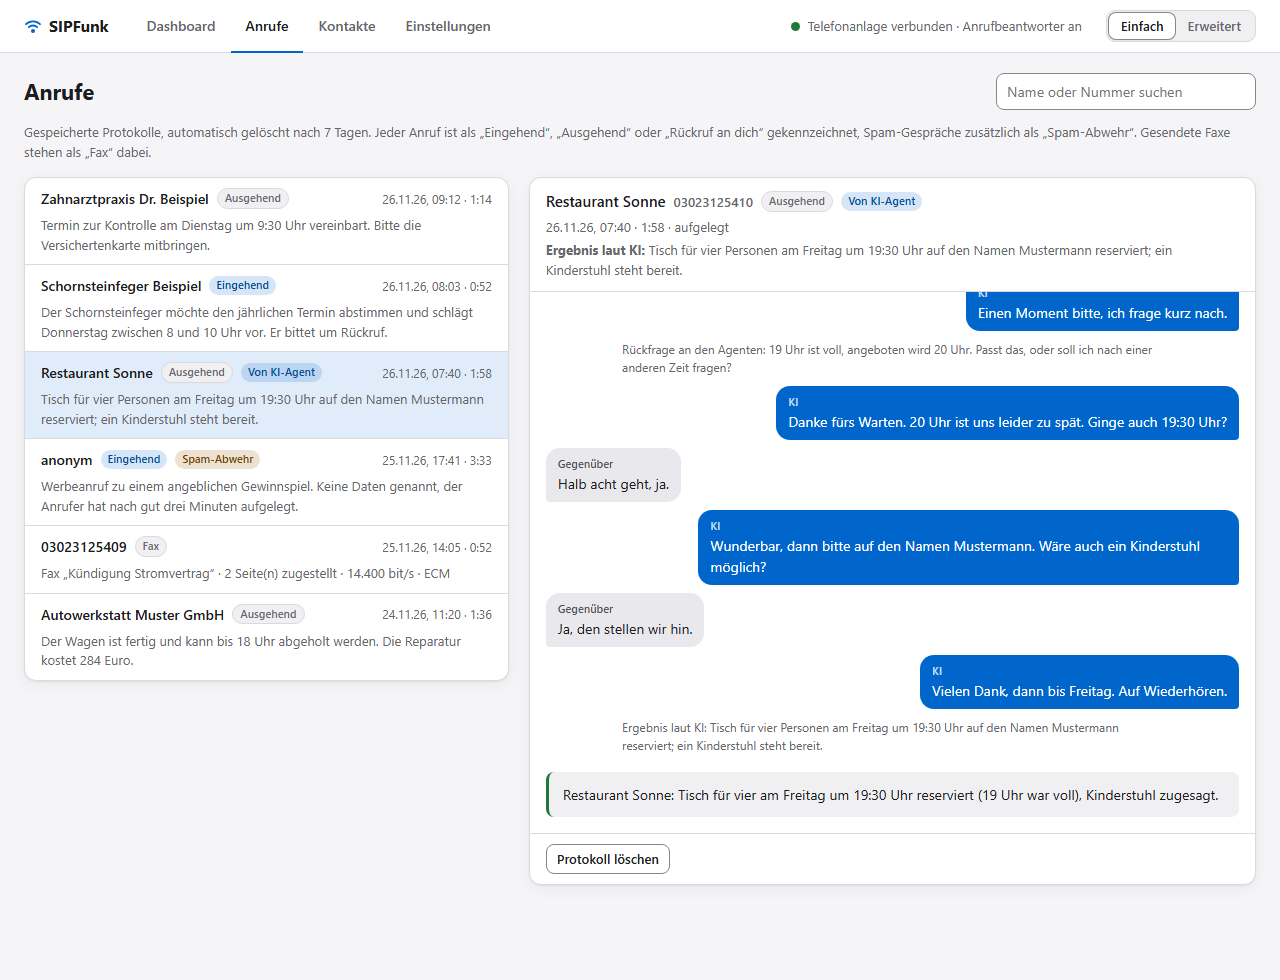 SIPFunk
Dashboard
Anrufe
Kontakte
Einstellungen
Telefonanlage verbunden · Anrufbeantworter an
Einfach
Erweitert
Anrufe
Name oder Nummer suchen
Gespeicherte Protokolle, automatisch gelöscht nach 7 Tagen. Jeder Anruf ist als „Eingehend“, „Ausgehend“ oder „Rückruf an dich“ gekennzeichnet, Spam-Gespräche zusätzlich als „Spam-Abwehr“. Gesendete Faxe
stehen als „Fax“ dabei.
Zahnarztpraxis Dr. Beispiel Ausgehend 26.11.26, 09:12 · 1:14
Termin zur Kontrolle am Dienstag um 9:30 Uhr vereinbart. Bitte die
Versichertenkarte mitbringen.
Schornsteinfeger Beispiel Eingehend 26.11.26, 08:03 · 0:52
Der Schornsteinfeger möchte den jährlichen Termin abstimmen und schlägt
Donnerstag zwischen 8 und 10 Uhr vor. Er bittet um Rückruf.
Restaurant Sonne Ausgehend Von KI-Agent 26.11.26, 07:40 · 1:58
Tisch für vier Personen am Freitag um 19:30 Uhr auf den Namen Mustermann
reserviert; ein Kinderstuhl steht bereit.
anonym Eingehend Spam-Abwehr 25.11.26, 17:41 · 3:33
Werbeanruf zu einem angeblichen Gewinnspiel. Keine Daten genannt, der
Anrufer hat nach gut drei Minuten aufgelegt.
03023125409 Fax 25.11.26, 14:05 · 0:52
Fax „Kündigung Stromvertrag“ · 2 Seite(n) zugestellt · 14.400 bit/s · ECM
Autowerkstatt Muster GmbH Ausgehend 24.11.26, 11:20 · 1:36
Der Wagen ist fertig und kann bis 18 Uhr abgeholt werden. Die Reparatur
kostet 284 Euro.
Restaurant Sonne 03023125410 Ausgehend Von KI-Agent
26.11.26, 07:40 · 1:58 · aufgelegt
Ergebnis laut KI: Tisch für vier Personen am Freitag um 19:30 Uhr auf den Namen Mustermann reserviert; ein
Kinderstuhl steht bereit.
KI
Einen Moment bitte, ich frage kurz nach.
Rückfrage an den Agenten: 19 Uhr ist voll, angeboten wird 20 Uhr. Passt das, oder soll ich nach einer
anderen Zeit fragen?
KI
Danke fürs Warten. 20 Uhr ist uns leider zu spät. Ginge auch 19:30 Uhr?
Gegenüber
Halb acht geht, ja.
KI
Wunderbar, dann bitte auf den Namen Mustermann. Wäre auch ein Kinderstuhl
möglich?
Gegenüber
Ja, den stellen wir hin.
KI
Vielen Dank, dann bis Freitag. Auf Wiederhören.
Ergebnis laut KI: Tisch für vier Personen am Freitag um 19:30 Uhr auf den Namen Mustermann
reserviert; ein Kinderstuhl steht bereit.
Restaurant Sonne: Tisch für vier am Freitag um 19:30 Uhr reserviert (19 Uhr war voll), Kinderstuhl zugesagt.
Protokoll löschen